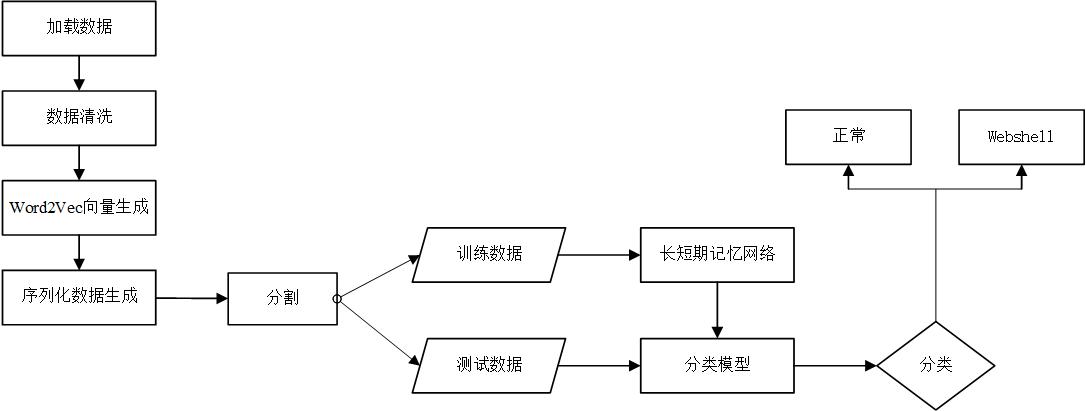 加载数据
数据清洗
Word2Vec向量生成
序列化数据生成
分割
训练数据
测试数据
长短期记忆网络
分类模型
分类
正常
Webshell